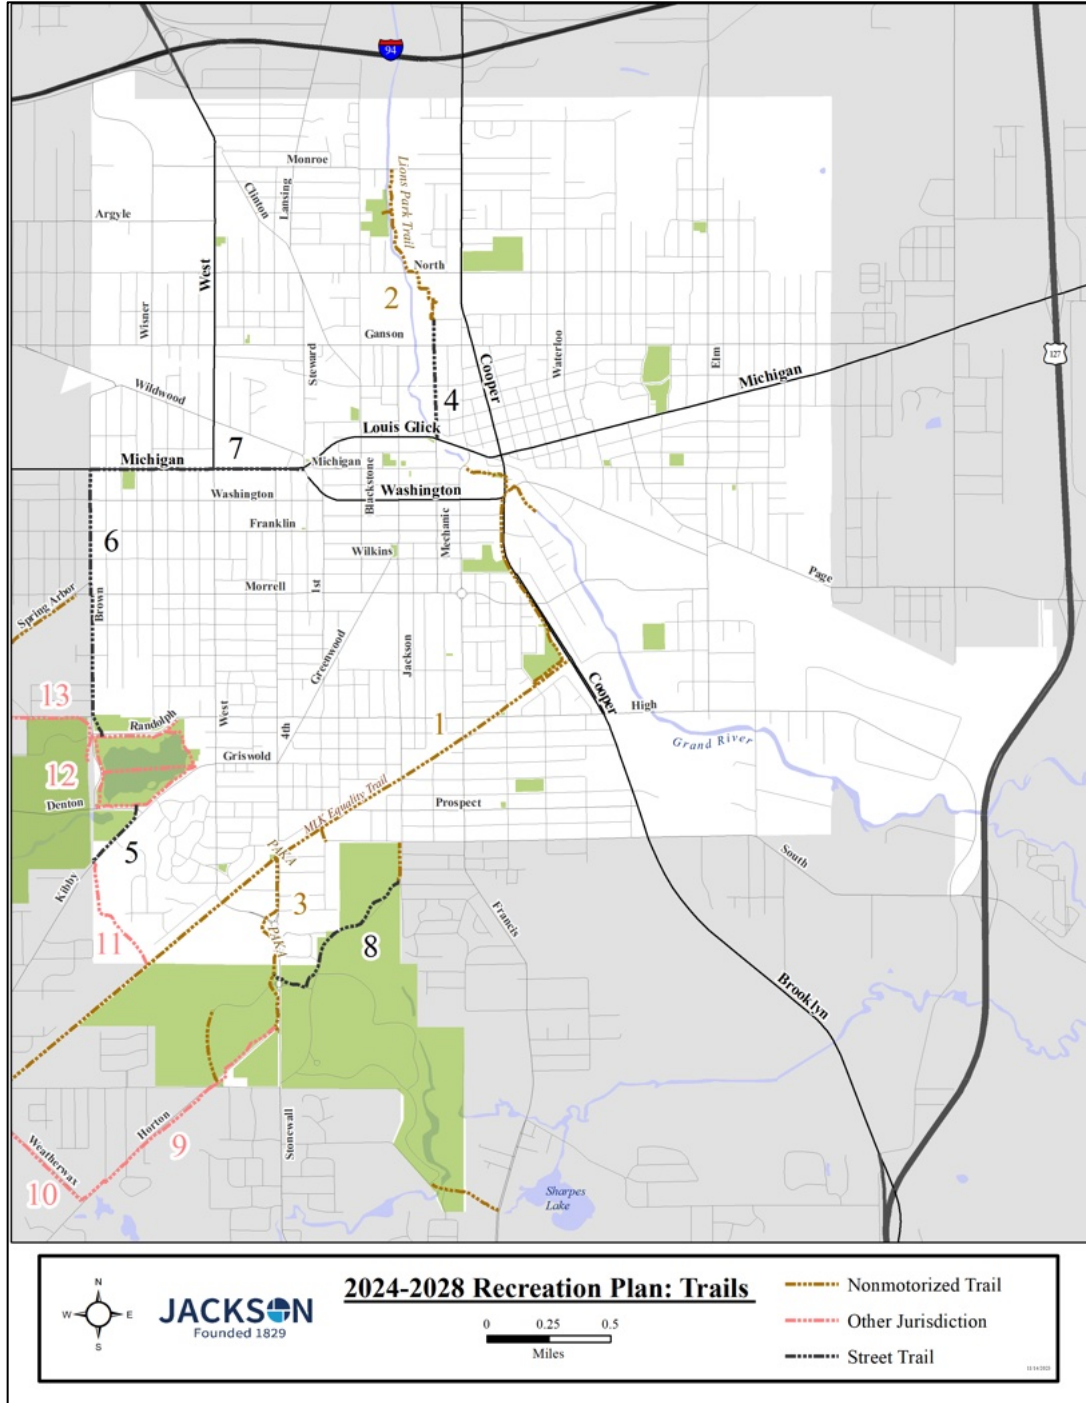 94
Monroe
Lions Park Trail
Clinton
Lansing
Argyle
North
West
2
Wisner
Ganson
Steward
Waterloo
Elm
Cooper
127
Michigan
Wildwood
4
Louis Glick
7
Michigan
Michigan
Blackstone
Washington
Washington
Franklin
Mechanic
6
Wilkins
Page
Morrell
1st
Spring Arbor
Brown
Greenwood
Jackson
13
Randolph
West
4th
1
Cooper
High
Grand River
Griswold
12
Denton
MLK Equality Trail
Prospect
5
PAKA
South
Kibby
3
Francis
11
PAKA
8
Brooklyn
Horton
Stonewall
9
Weatherwax
10
Sharpes
Lake
N
W E
S
JACKSON
Founded 1829
2024-2028 Recreation Plan: Trails
0 0.25 0.5
Miles
Nonmotorized Trail
Other Jurisdiction
Street Trail